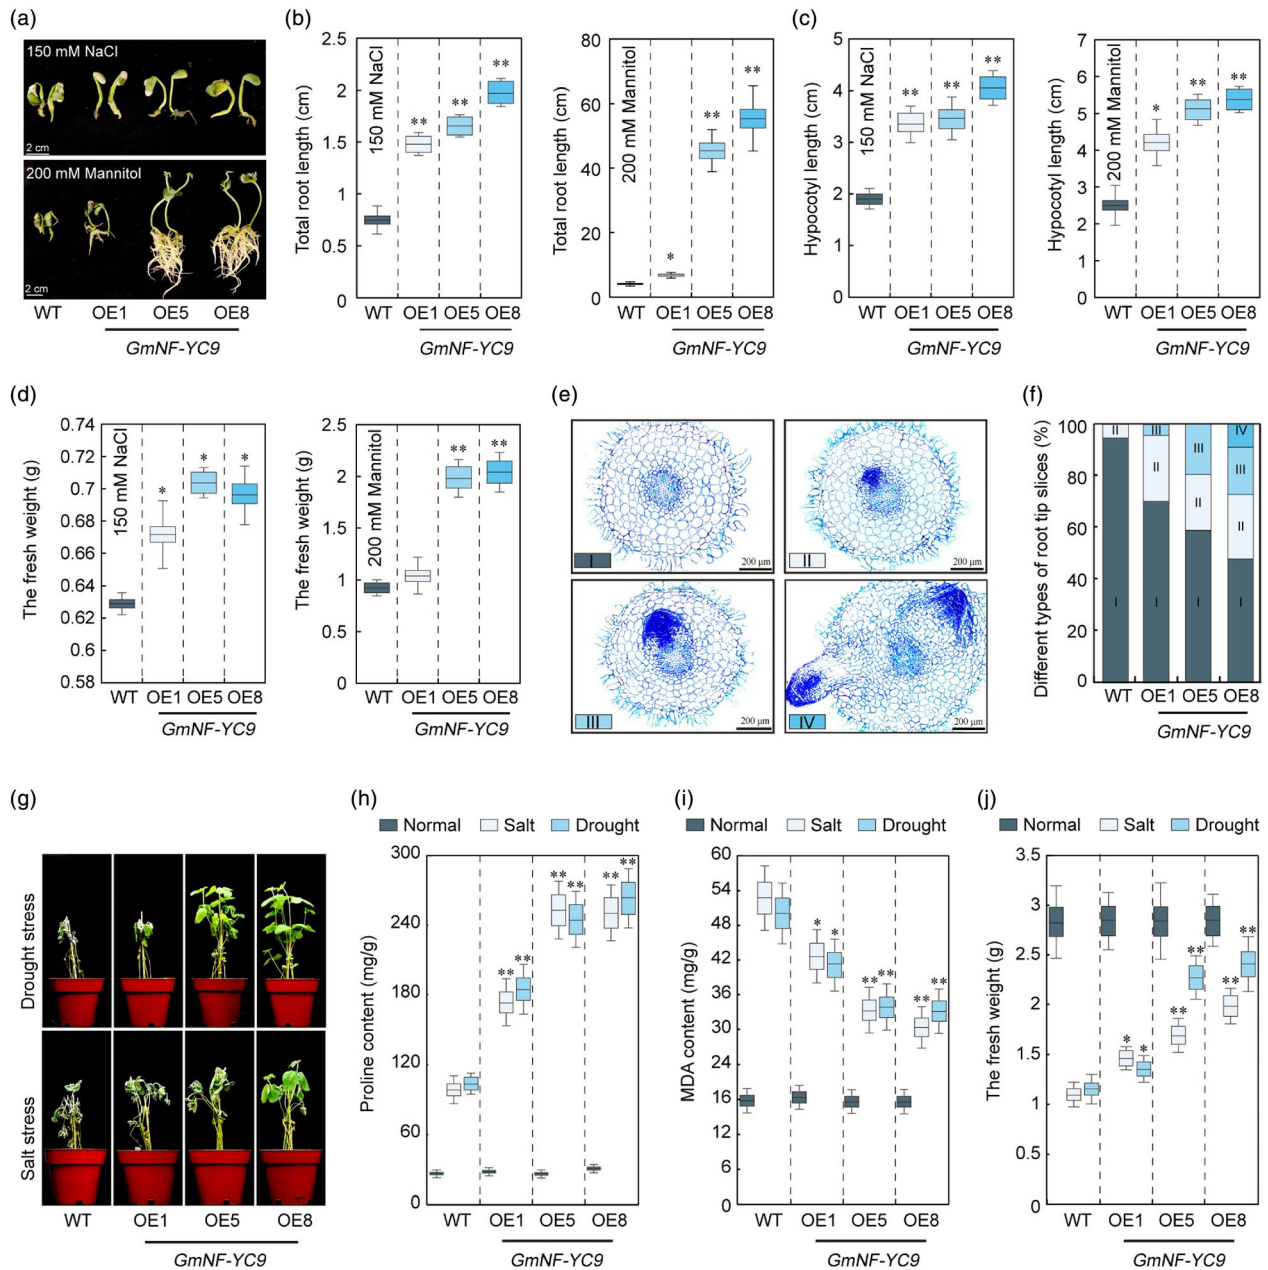 (a)
150 mM NaCl
2 cm
200 mM Mannitol
2 cm
WT OE1 OE5 OE8
GmNF-YC9
(b)
Total root length (cm)
2.5
2
1.5
1
0.5
0
150 mM NaCl
** ** **
WT OE1 OE5 OE8
GmNF-YC9
Total root length (cm)
80
60
40
20
0
200 mM Mannitol
* ** **
WT OE1 OE5 OE8
GmNF-YC9
(c)
Hypocotyl length (cm)
5
4
3
2
1
0
150 mM NaCl
** ** **
WT OE1 OE5 OE8
GmNF-YC9
Hypocotyl length (cm)
7
6
5
4
3
2
1
0
200 mM Mannitol
* ** **
WT OE1 OE5 OE8
GmNF-YC9
(d)
The fresh weight (g)
0.74
0.72
0.7
0.68
0.66
0.64
0.62
0.6
0.58
150 mM NaCl
* * *
WT OE1 OE5 OE8
GmNF-YC9
The fresh weight (g)
2.5
2
1.5
1
0.5
0
200 mM Mannitol
** **
WT OE1 OE5 OE8
GmNF-YC9
(e)
I
200 μm
II
200 μm
III
200 μm
IV
200 μm
(f)
Different types of root tip slices (%)
100
80
60
40
20
0
II III III IV
II II III
II
I I I I
WT OE1 OE5 OE8
GmNF-YC9
(g)
Drought stress
Salt stress
WT OE1 OE5 OE8
GmNF-YC9
(h)
Normal Salt Drought
Proline content (mg/g)
300
240
180
120
60
0
** ** ** ** ** **
WT OE1 OE5 OE8
GmNF-YC9
(i)
Normal Salt Drought
MDA content (mg/g)
60
54
48
42
36
30
24
18
16
12
6
0
* * ** ** ** **
WT OE1 OE5 OE8
GmNF-YC9
(j)
Normal Salt Drought
The fresh weight (g)
3.5
3
2.5
2
1.5
1
0.5
0
* * ** ** ** **
WT OE1 OE5 OE8
GmNF-YC9